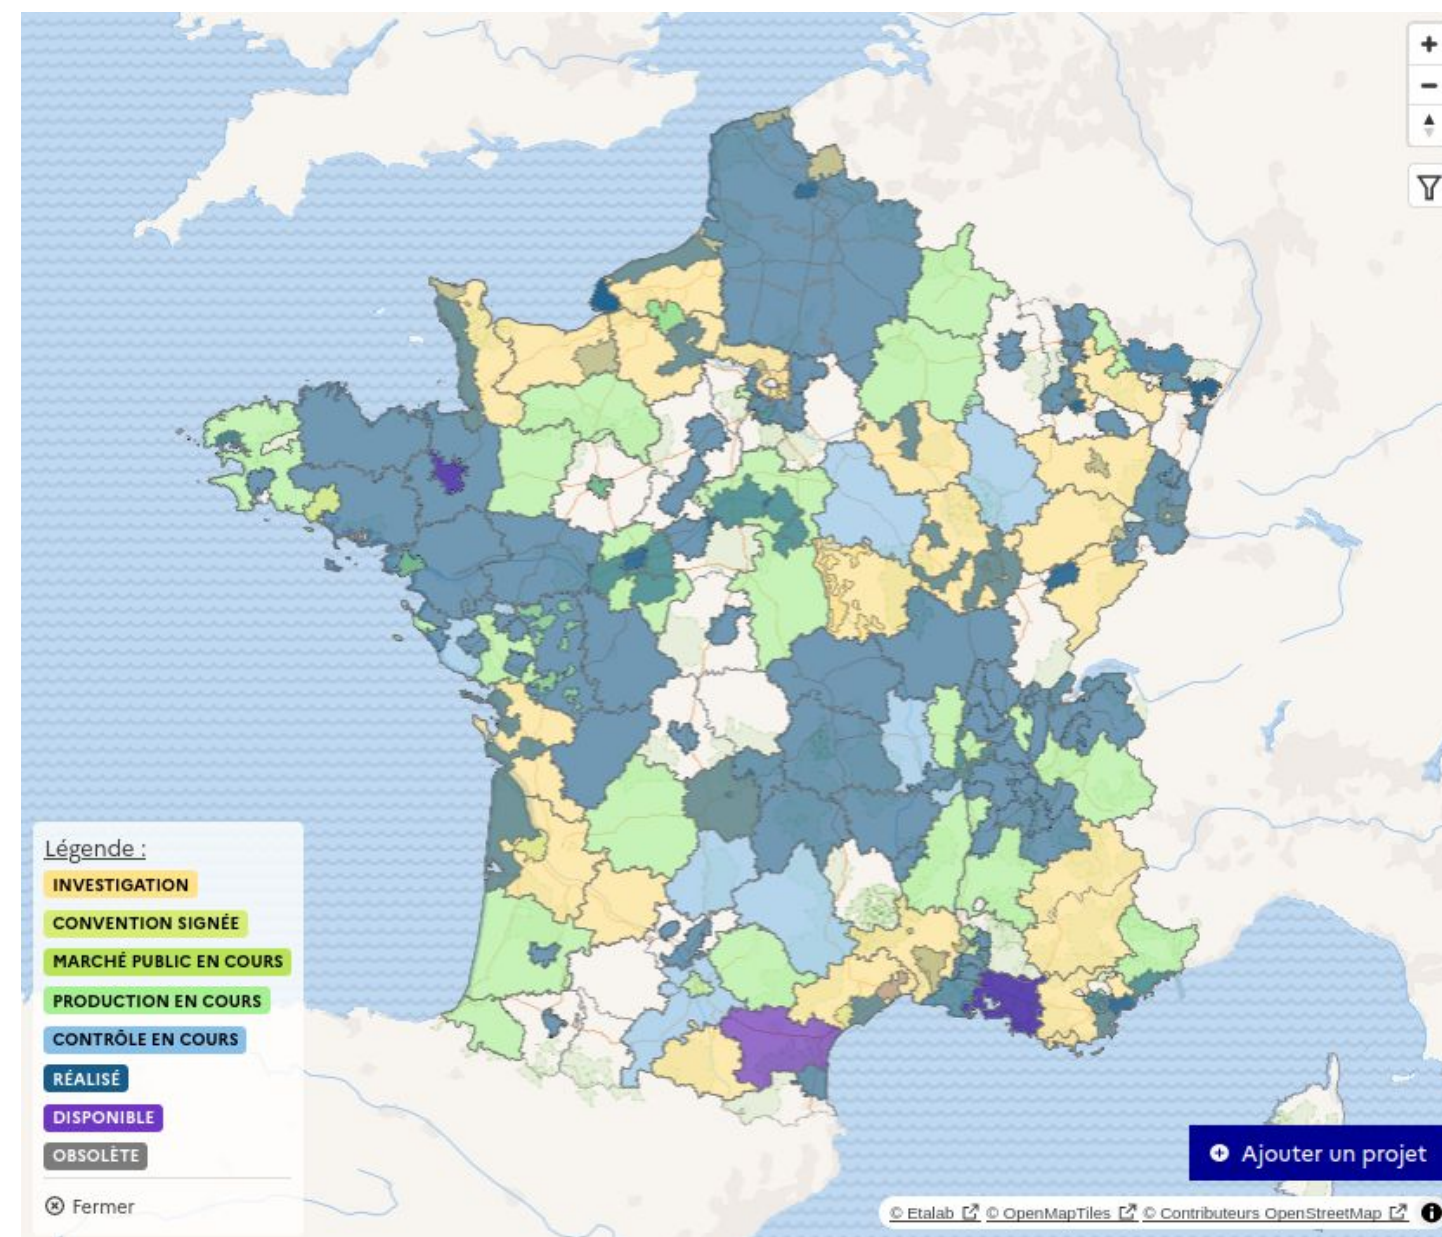 Légende :
INVESTIGATION
CONVENTION SIGNÉE
MARCHÉ PUBLIC EN COURS
PRODUCTION EN COURS
CONTRÔLE EN COURS
RÉALISÉ
DISPONIBLE
OBSOLÈTE
Fermer
Ajouter un projet
© Etalab © OpenMapTiles © Contributeurs OpenStreetMap